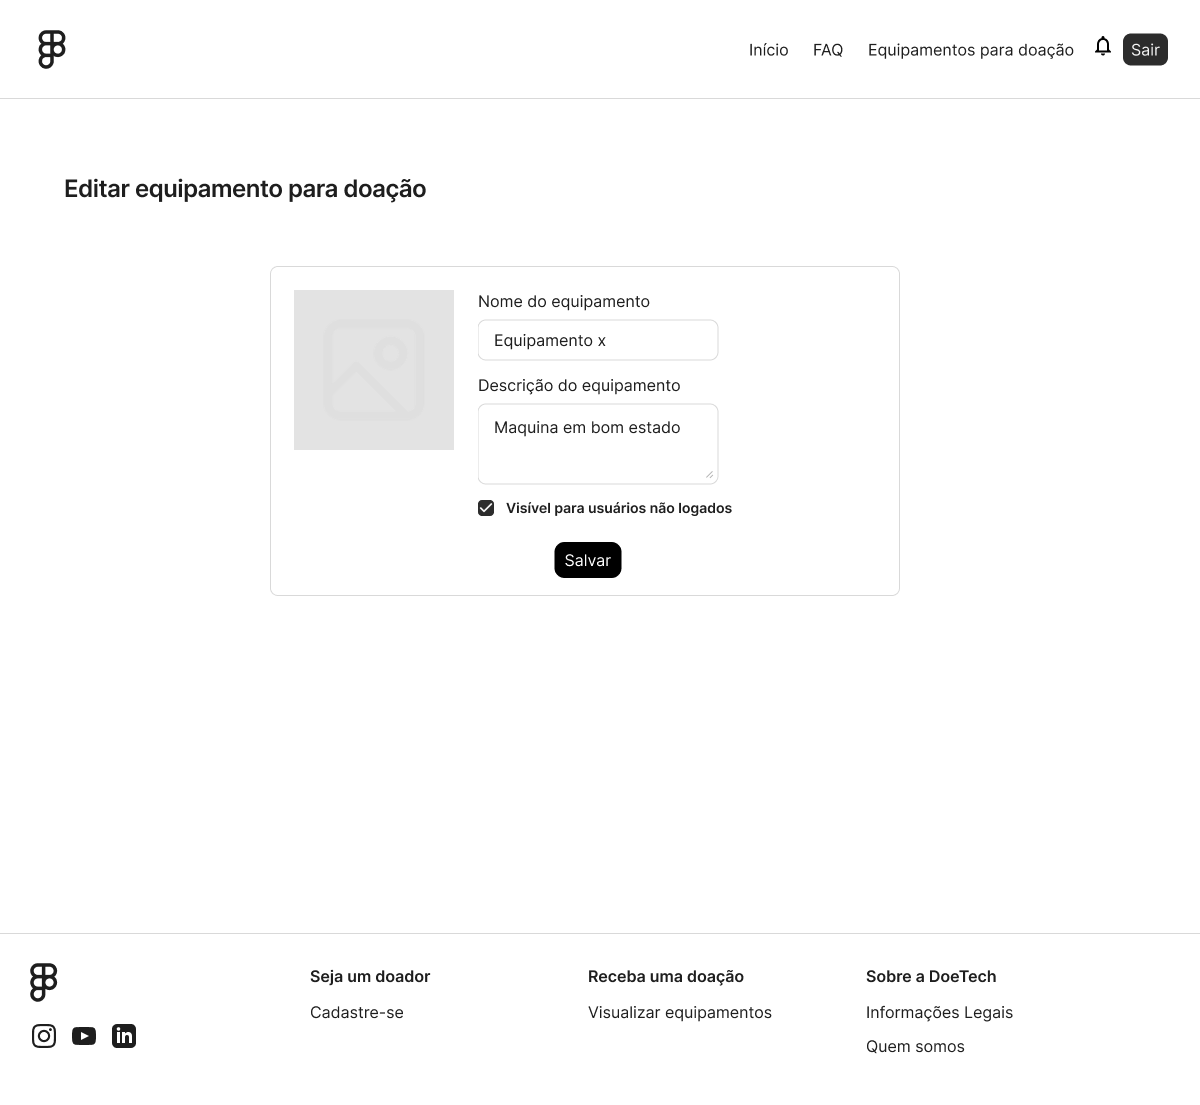 Início FAQ Equipamentos para doação Sair
Editar equipamento para doação
Nome do equipamento
Equipamento x
Descrição do equipamento
Maquina em bom estado
Visível para usuários não logados
Salvar
Seja um doador
Cadastre-se
Receba uma doação
Visualizar equipamentos
Sobre a DoeTech
Informações Legais
Quem somos